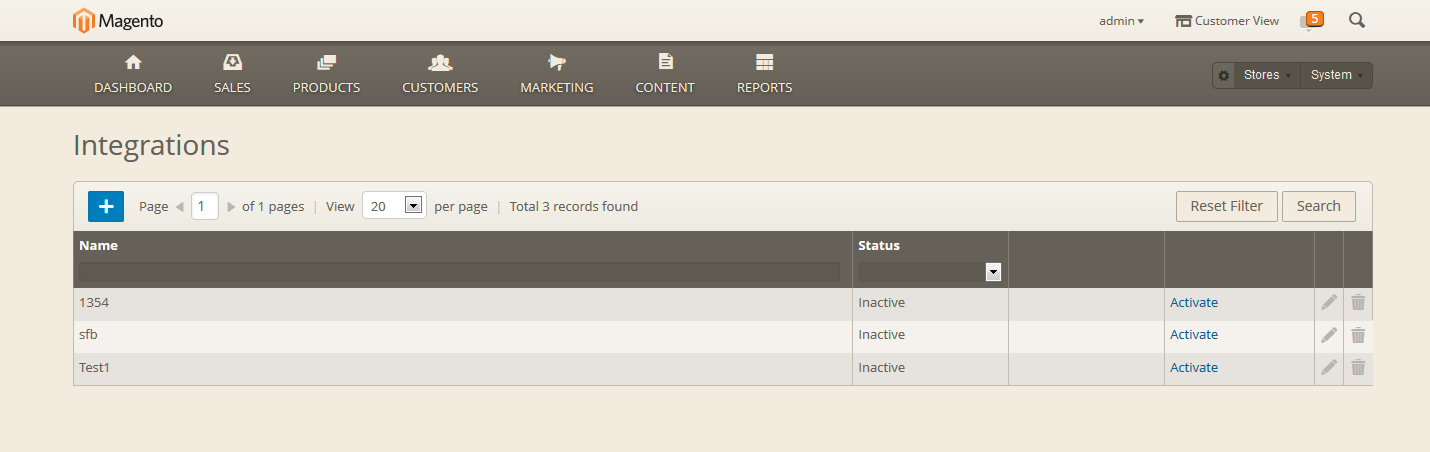 Magento
admin
Customer View
5
DASHBOARD SALES PRODUCTS CUSTOMERS MARKETING CONTENT REPORTS
Stores System
Integrations
+ Page 1 of 1 pages | View 20 per page | Total 3 records found
Reset Filter Search
Name Status
1354 Inactive Activate
sfb Inactive Activate
Test1 Inactive Activate